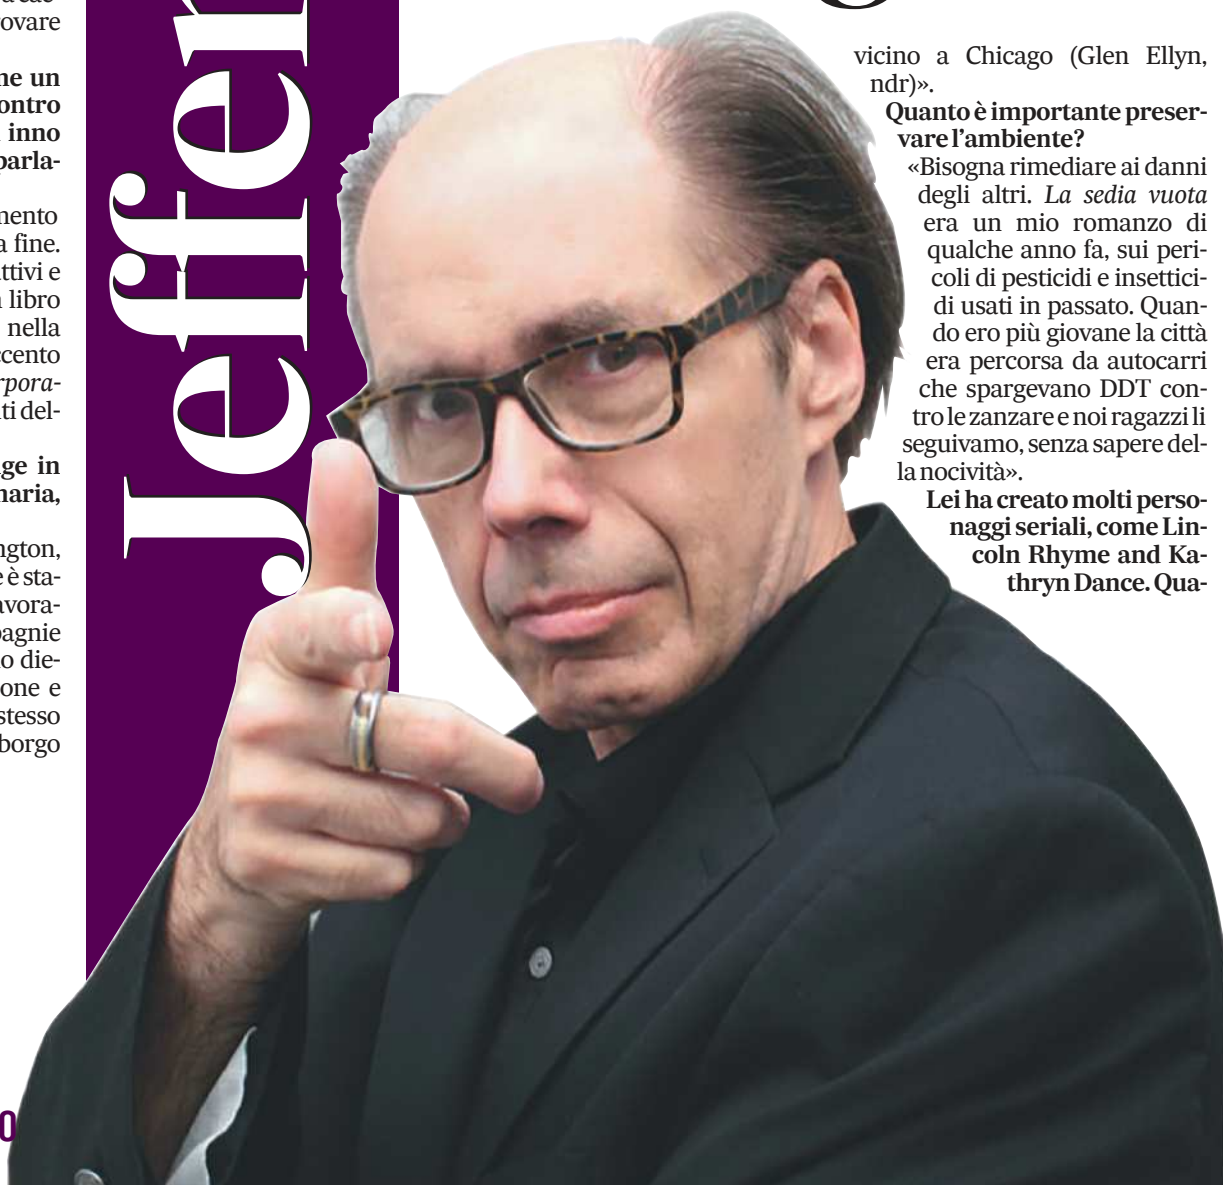 ovare
ne un
ontro
inno
parla-
mento
a fine.
ttivi e
libro
nella
ccento
rpora-
ti del-
ge in
naria,
ngton,
e è sta-
avora-
pagnie
o die-
one e
stesso
borgo
0
Jeffer
vicino a Chicago (Glen Ellyn,
ndr)».
Quanto è importante preser-
vare l'ambiente?
«Bisogna rimediare ai danni
degli altri. La sedia vuota
era un mio romanzo di
qualche anno fa, sui peri-
coli di pesticidi e insettici-
di usati in passato. Quan-
do ero più giovane la città
era percorsa da autocarri
che spargevano DDT con-
tro le zanzare e noi ragazzi li
seguivamo, senza sapere del-
la nocività».
Lei ha creato molti perso-
naggi seriali, come Lin-
coln Rhyme and Ka-
thryn Dance. Qua-